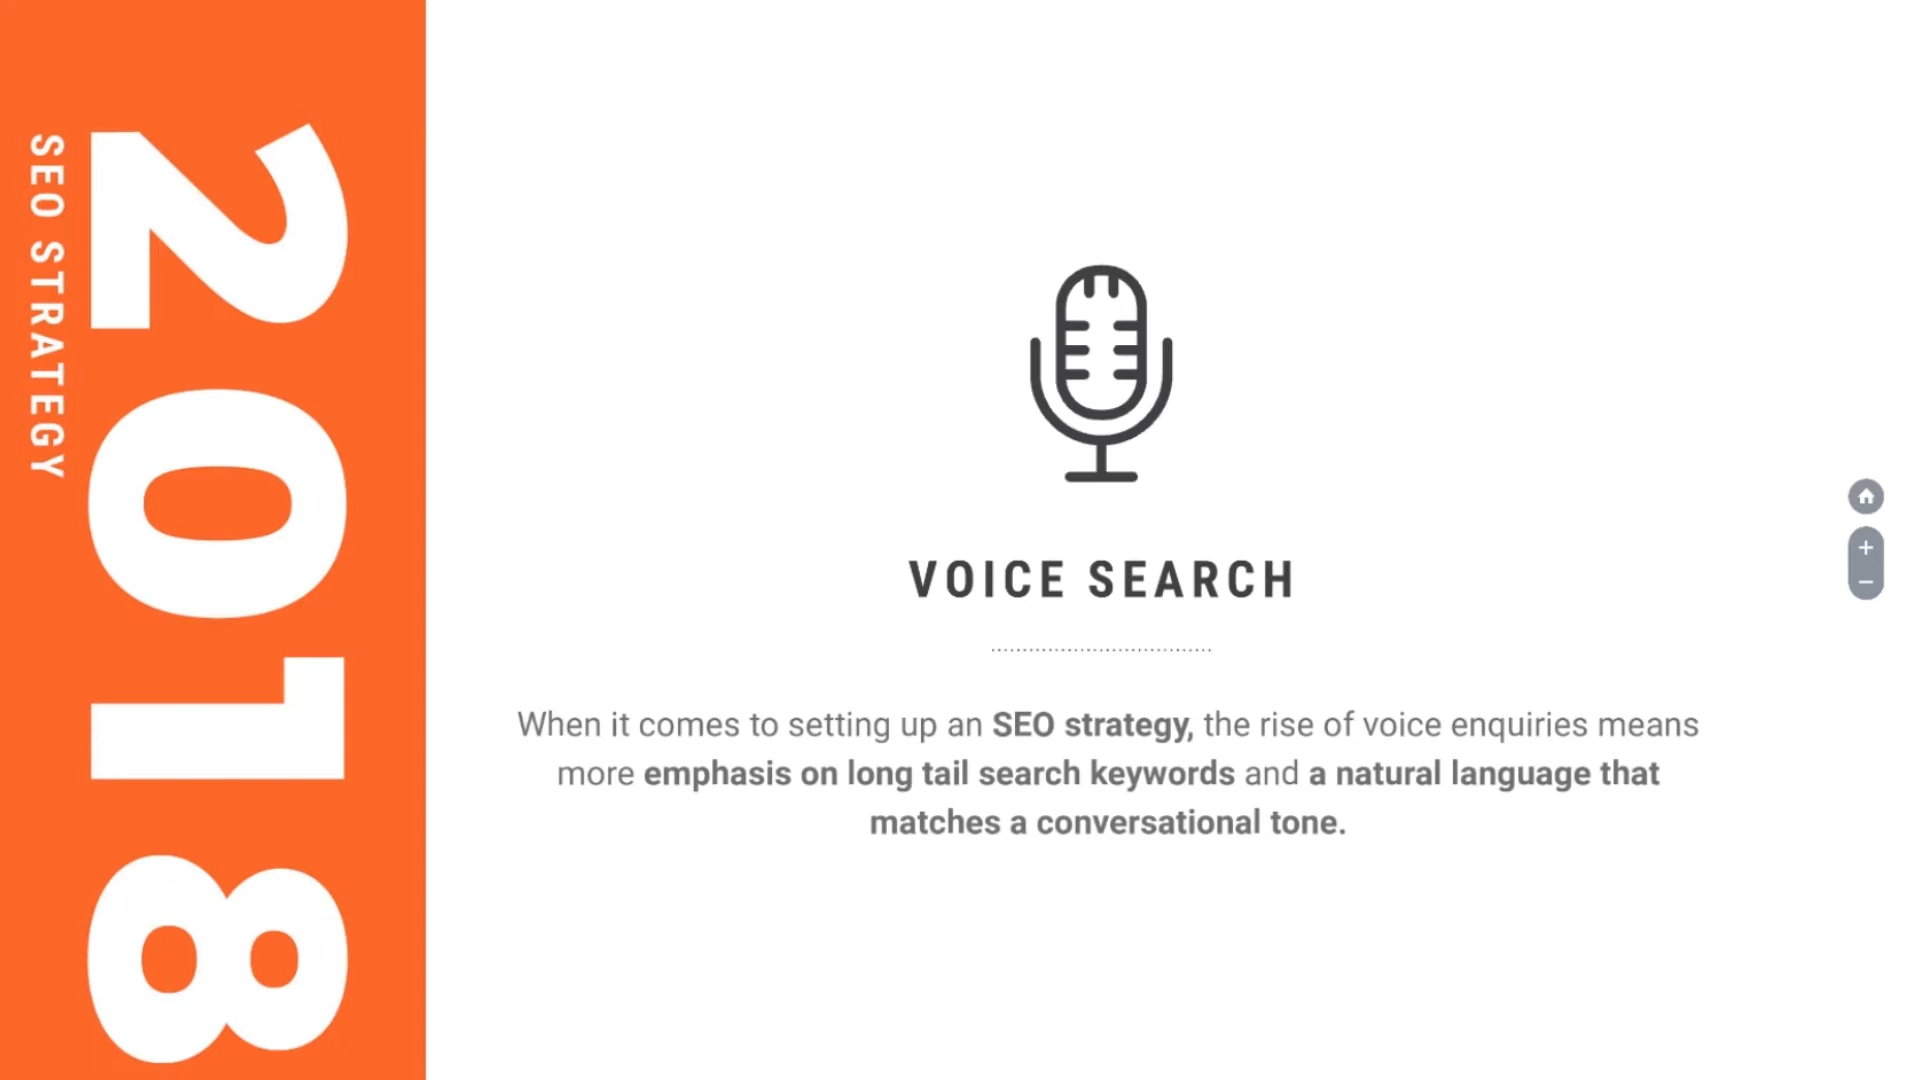 SEO STRATEGY
2018
VOICE SEARCH
When it comes to setting up an SEO strategy, the rise of voice enquiries means
more emphasis on long tail search keywords and a natural language that
matches a conversational tone.